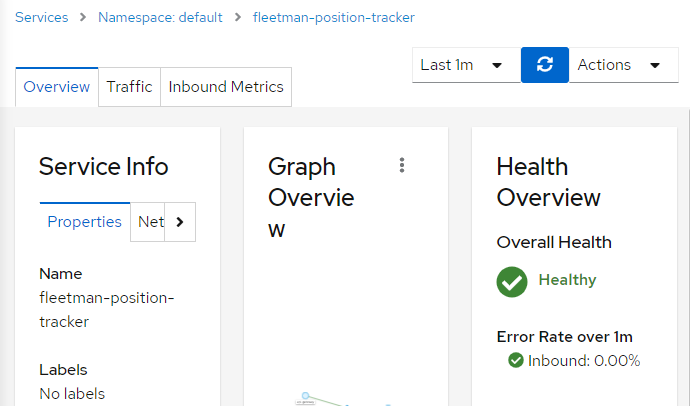 Services > Namespace: default > fleetman-position-tracker
Last 1m
Actions
Overview
Traffic
Inbound Metrics
Service Info
Properties
Net
Name
fleetman-position-
tracker
Labels
No labels
Graph
Overvie
w
Health
Overview
Overall Health
Healthy
Error Rate over 1m
Inbound: 0.00%